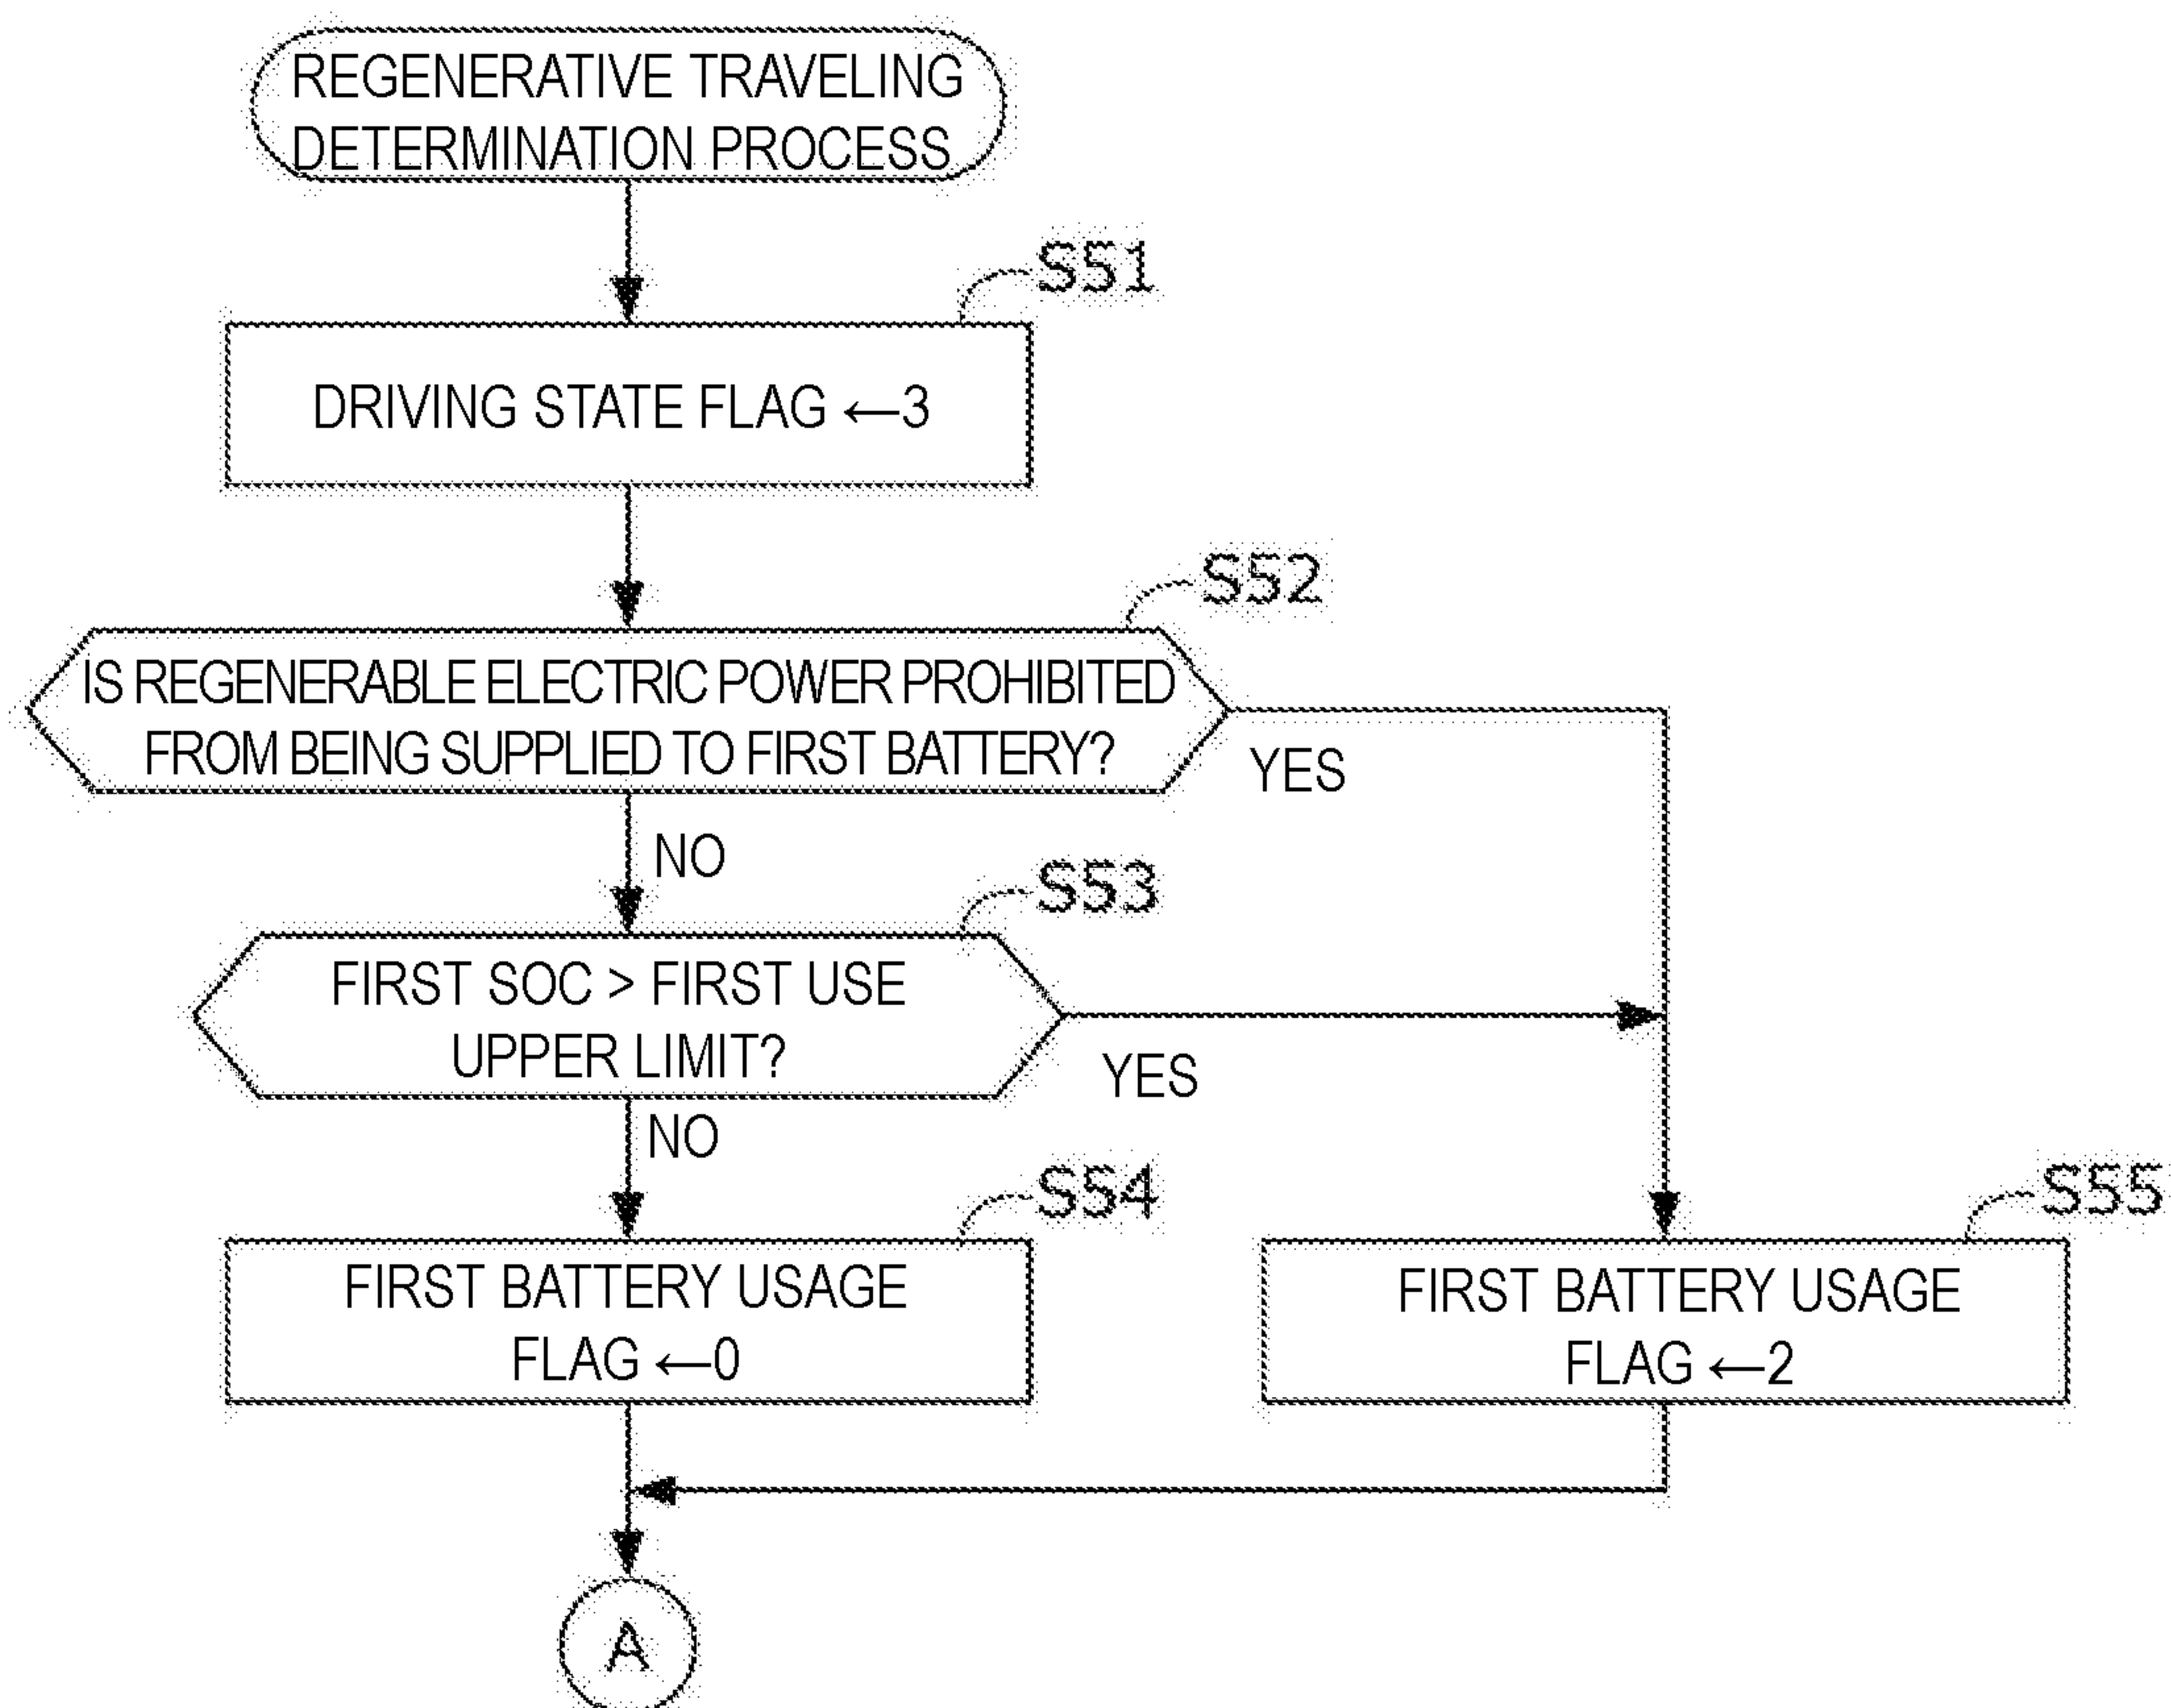 REGENERATIVE TRAVELING
DETERMINATION PROCESS
S51
DRIVING STATE FLAG ←3
S52
IS REGENERABLE ELECTRIC POWER PROHIBITED
FROM BEING SUPPLIED TO FIRST BATTERY?
YES
NO
S53
FIRST SOC > FIRST USE
UPPER LIMIT?
YES
NO
S54
FIRST BATTERY USAGE
FLAG ←0
S55
FIRST BATTERY USAGE
FLAG ←2
A